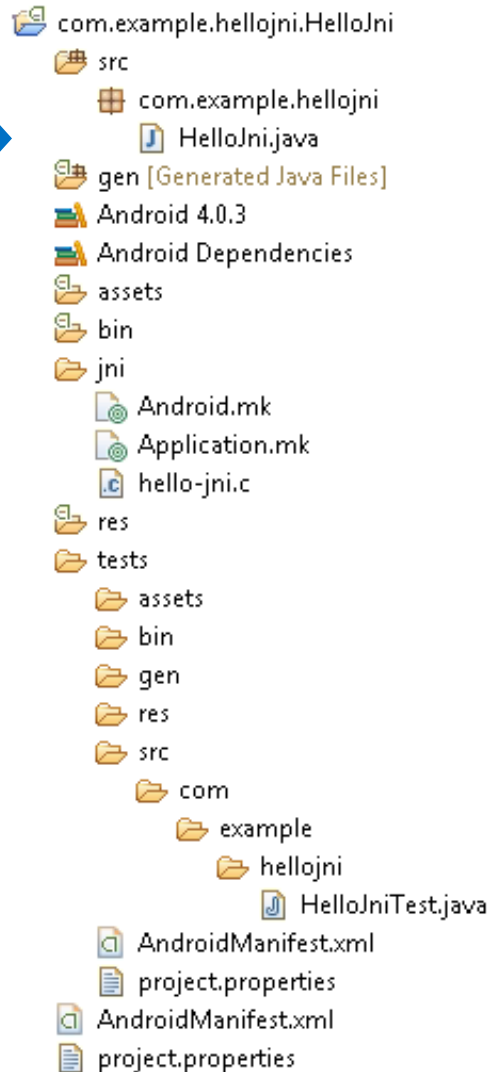 com.example.hellojni.HelloJni
src
com.example.hellojni
HelloJni.java
gen [Generated Java Files]
Android 4.0.3
Android Dependencies
assets
bin
jni
Android.mk
Application.mk
hello-jni.c
res
tests
assets
bin
gen
res
src
com
example
hellojni
HelloJniTest.java
AndroidManifest.xml
project.properties
AndroidManifest.xml
project.properties